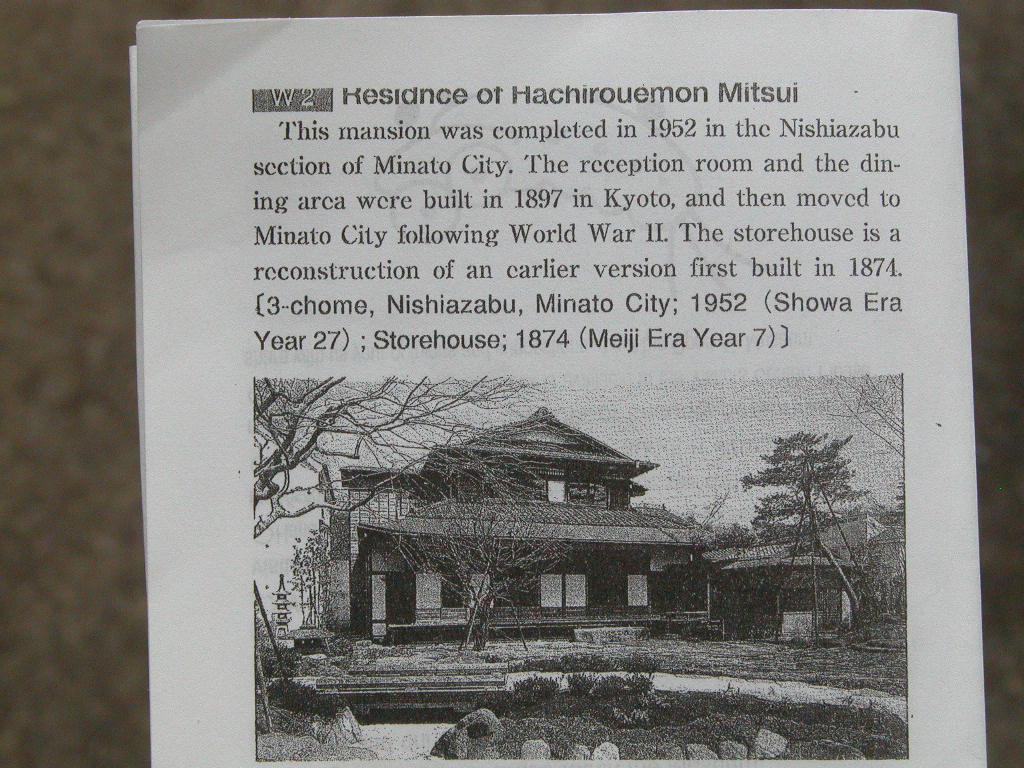 W2 Residnce of Hachirouemon Mitsui
This mansion was completed in 1952 in the Nishiazabu
section of Minato City. The reception room and the din-
ing area were built in 1897 in Kyoto, and then moved to
Minato City following World War II. The storehouse is a
reconstruction of an earlier version first built in 1874.
〔3-chome, Nishiazabu, Minato City; 1952 (Showa Era
Year 27) ; Storehouse; 1874 (Meiji Era Year 7)〕